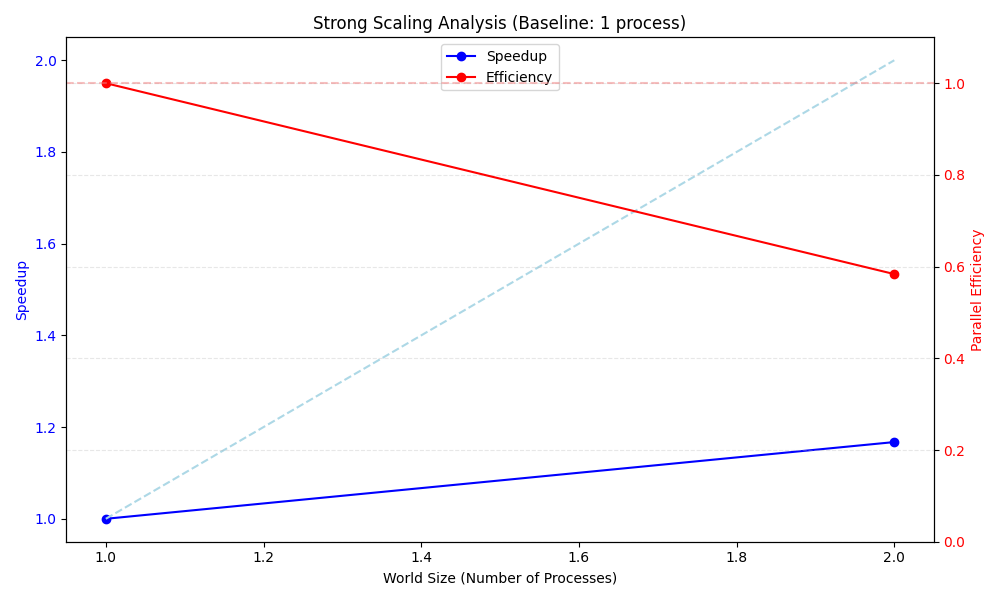 Strong Scaling Analysis (Baseline: 1 process)
Speedup
Efficiency
Speedup
2.0
1.8
1.6
1.4
1.2
1.0
1.0
0.8
0.6
0.4
0.2
0.0
Parallel Efficiency
1.0 1.2 1.4 1.6 1.8 2.0
World Size (Number of Processes)